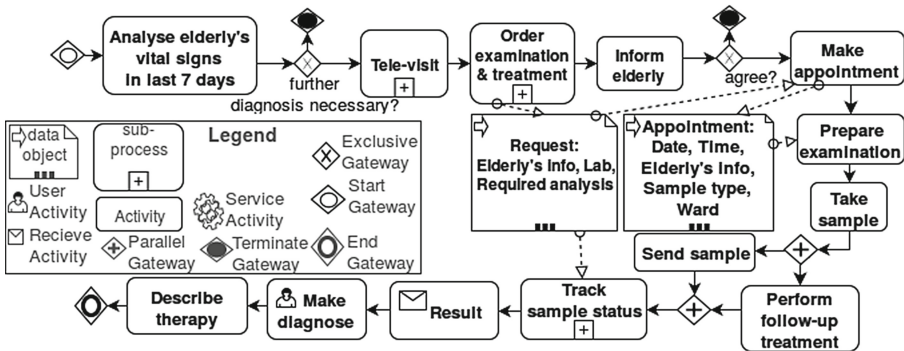 Analyse elderly's
vital signs
in last 7 days
further
diagnosis necessary?
Tele-visit
Order
examination
& treatment
Inform
elderly
agree?
Make
appointment
Legend
data
object
sub-
process
Exclusive
Gateway
User
Activity
Activity
Service
Activity
Start
Gateway
Recieve
Activity
Parallel
Gateway
Terminate
Gateway
End
Gateway
Request:
Elderly's Info, Lab,
Required analysis
Appointment:
Date, Time,
Elderly's Info,
Sample type,
Ward
Prepare
examination
Take
sample
Send sample
Perform
follow-up
treatment
Track
sample status
Result
Make
diagnose
Describe
therapy